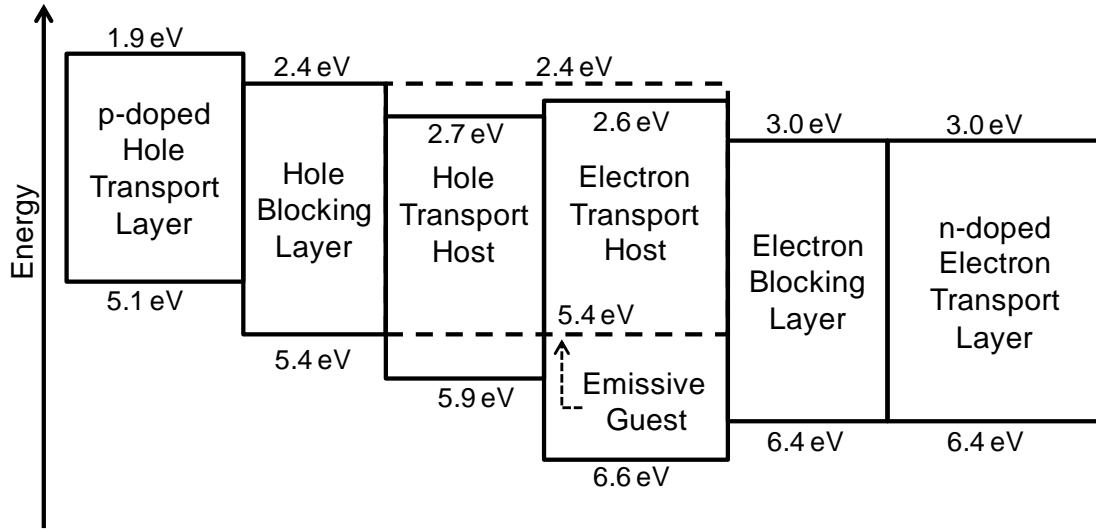 Energy
1.9 eV
p-doped
Hole
Transport
Layer
5.1 eV
2.4 eV
Hole
Blocking
Layer
5.4 eV
2.4 eV
2.7 eV
Hole
Transport
Host
5.9 eV
2.6 eV
Electron
Transport
Host
5.4 eV
Emissive
Guest
6.6 eV
3.0 eV
Electron
Blocking
Layer
6.4 eV
3.0 eV
n-doped
Electron
Transport
Layer
6.4 eV